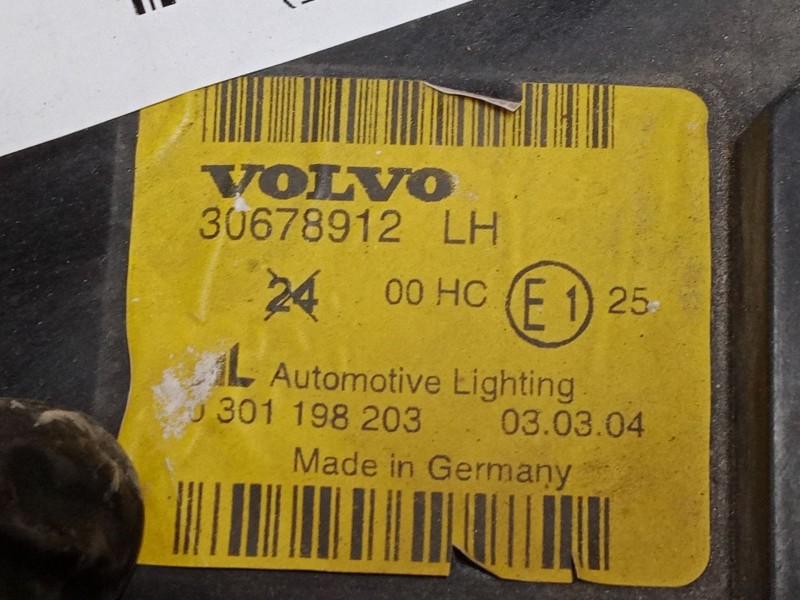 VOLVO
30678912 LH
24 00 HC E1 25
Automotive Lighting
0 301 198 203 03.03.04
Made in Germany